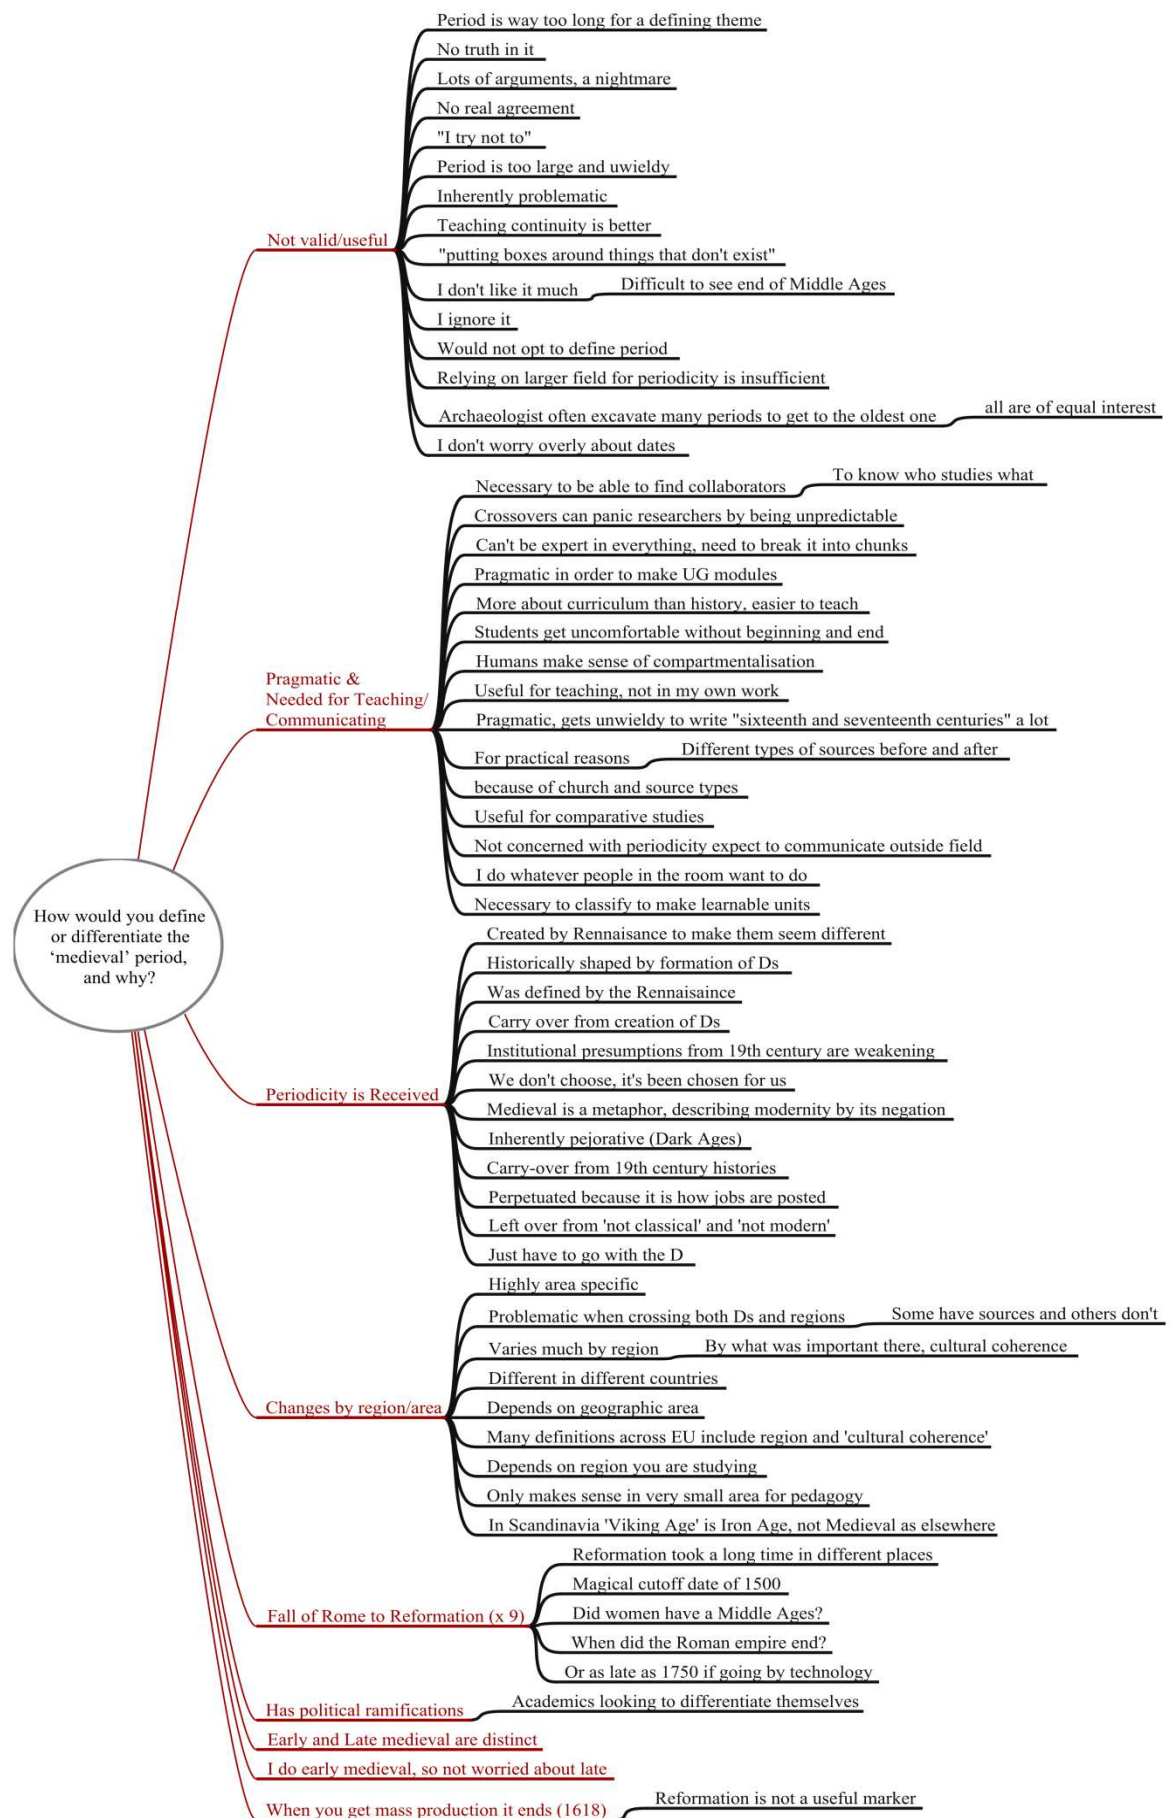 How would you define
or differentiate the
‘medieval’ period,
and why?
Not valid/useful
Period is way too long for a defining theme
No truth in it
Lots of arguments, a nightmare
No real agreement
"I try not to"
Period is too large and uwieldy
Inherently problematic
Teaching continuity is better
"putting boxes around things that don't exist"
I don't like it much
Difficult to see end of Middle Ages
I ignore it
Would not opt to define period
Relying on larger field for periodicity is insufficient
Archaeologist often excavate many periods to get to the oldest one
all are of equal interest
I don't worry overly about dates
Pragmatic &
Needed for Teaching/
Communicating
Necessary to be able to find collaborators
To know who studies what
Crossovers can panic researchers by being unpredictable
Can't be expert in everything, need to break it into chunks
Pragmatic in order to make UG modules
More about curriculum than history, easier to teach
Students get uncomfortable without beginning and end
Humans make sense of compartmentalisation
Useful for teaching, not in my own work
Pragmatic, gets unwieldy to write "sixteenth and seventeenth centuries" a lot
For practical reasons
Different types of sources before and after
because of church and source types
Useful for comparative studies
Not concerned with periodicity expect to communicate outside field
I do whatever people in the room want to do
Necessary to classify to make learnable units
Periodicity is Received
Created by Rennaisance to make them seem different
Historically shaped by formation of Ds
Was defined by the Rennaisaince
Carry over from creation of Ds
Institutional presumptions from 19th century are weakening
We don't choose, it's been chosen for us
Medieval is a metaphor, describing modernity by its negation
Inherently pejorative (Dark Ages)
Carry-over from 19th century histories
Perpetuated because it is how jobs are posted
Left over from 'not classical' and 'not modern'
Just have to go with the D
Changes by region/area
Highly area specific
Problematic when crossing both Ds and regions
Some have sources and others don't
Varies much by region
By what was important there, cultural coherence
Different in different countries
Depends on geographic area
Many definitions across EU include region and 'cultural coherence'
Depends on region you are studying
Only makes sense in very small area for pedagogy
In Scandinavia 'Viking Age' is Iron Age, not Medieval as elsewhere
Fall of Rome to Reformation (x 9)
Reformation took a long time in different places
Magical cutoff date of 1500
Did women have a Middle Ages?
When did the Roman empire end?
Or as late as 1750 if going by technology
Has political ramifications
Academics looking to differentiate themselves
Early and Late medieval are distinct
I do early medieval, so not worried about late
When you get mass production it ends (1618)
Reformation is not a useful marker